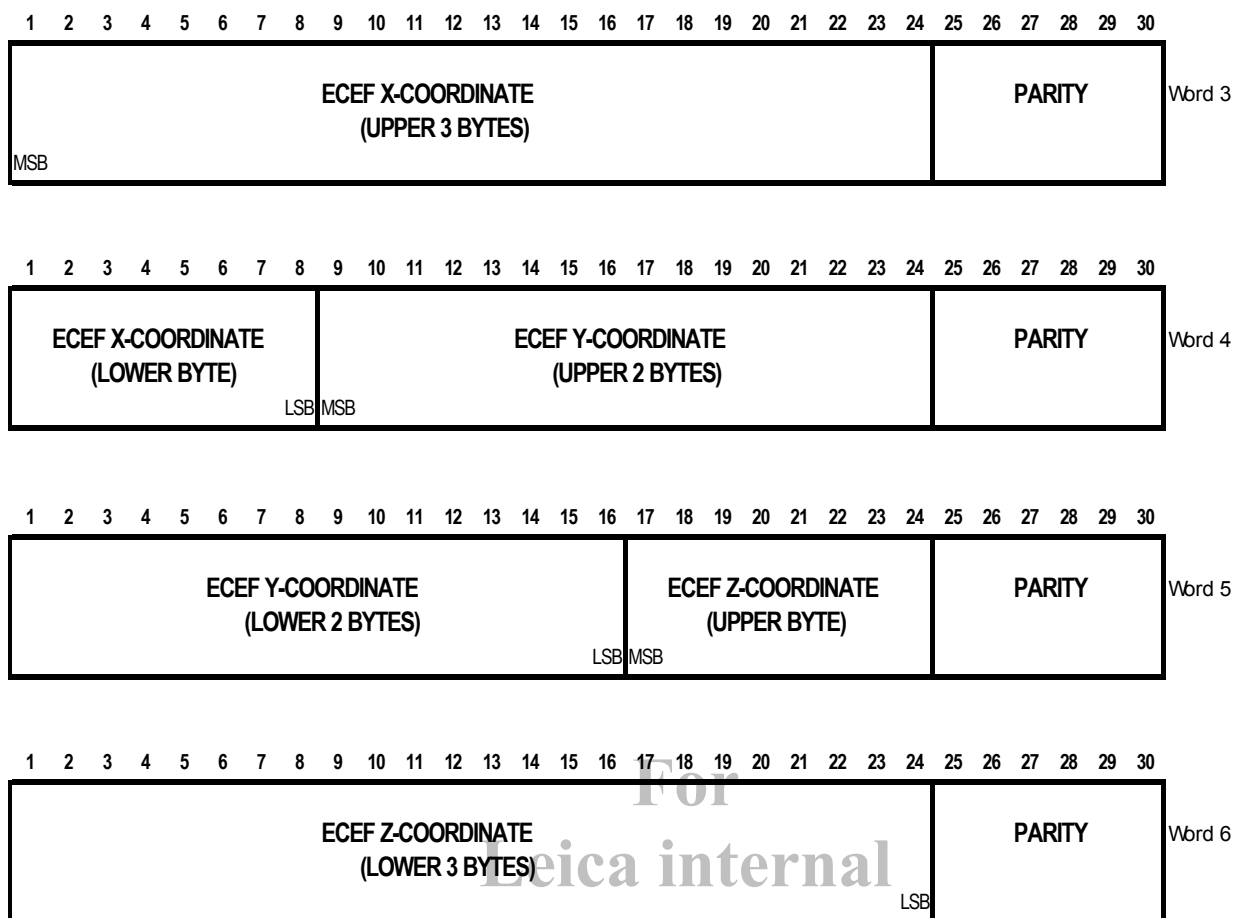 1 2 3 4 5 6 7 8 9 10 11 12 13 14 15 16 17 18 19 20 21 22 23 24 25 26 27 28 29 30
ECEF X-COORDINATE PARITY Word 3
(UPPER 3 BYTES)
MSB
1 2 3 4 5 6 7 8 9 10 11 12 13 14 15 16 17 18 19 20 21 22 23 24 25 26 27 28 29 30
ECEF X-COORDINATE ECEF Y-COORDINATE PARITY Word 4
(LOWER BYTE) (UPPER 2 BYTES)
LSB MSB
1 2 3 4 5 6 7 8 9 10 11 12 13 14 15 16 17 18 19 20 21 22 23 24 25 26 27 28 29 30
ECEF Y-COORDINATE ECEF Z-COORDINATE PARITY Word 5
(LOWER 2 BYTES) (UPPER BYTE)
LSB MSB
1 2 3 4 5 6 7 8 9 10 11 12 13 14 15 16 17 18 19 20 21 22 23 24 25 26 27 28 29 30
For
ECEF Z-COORDINATE PARITY Word 6
(LOWER 3 BYTES)
Leica internal
LSB